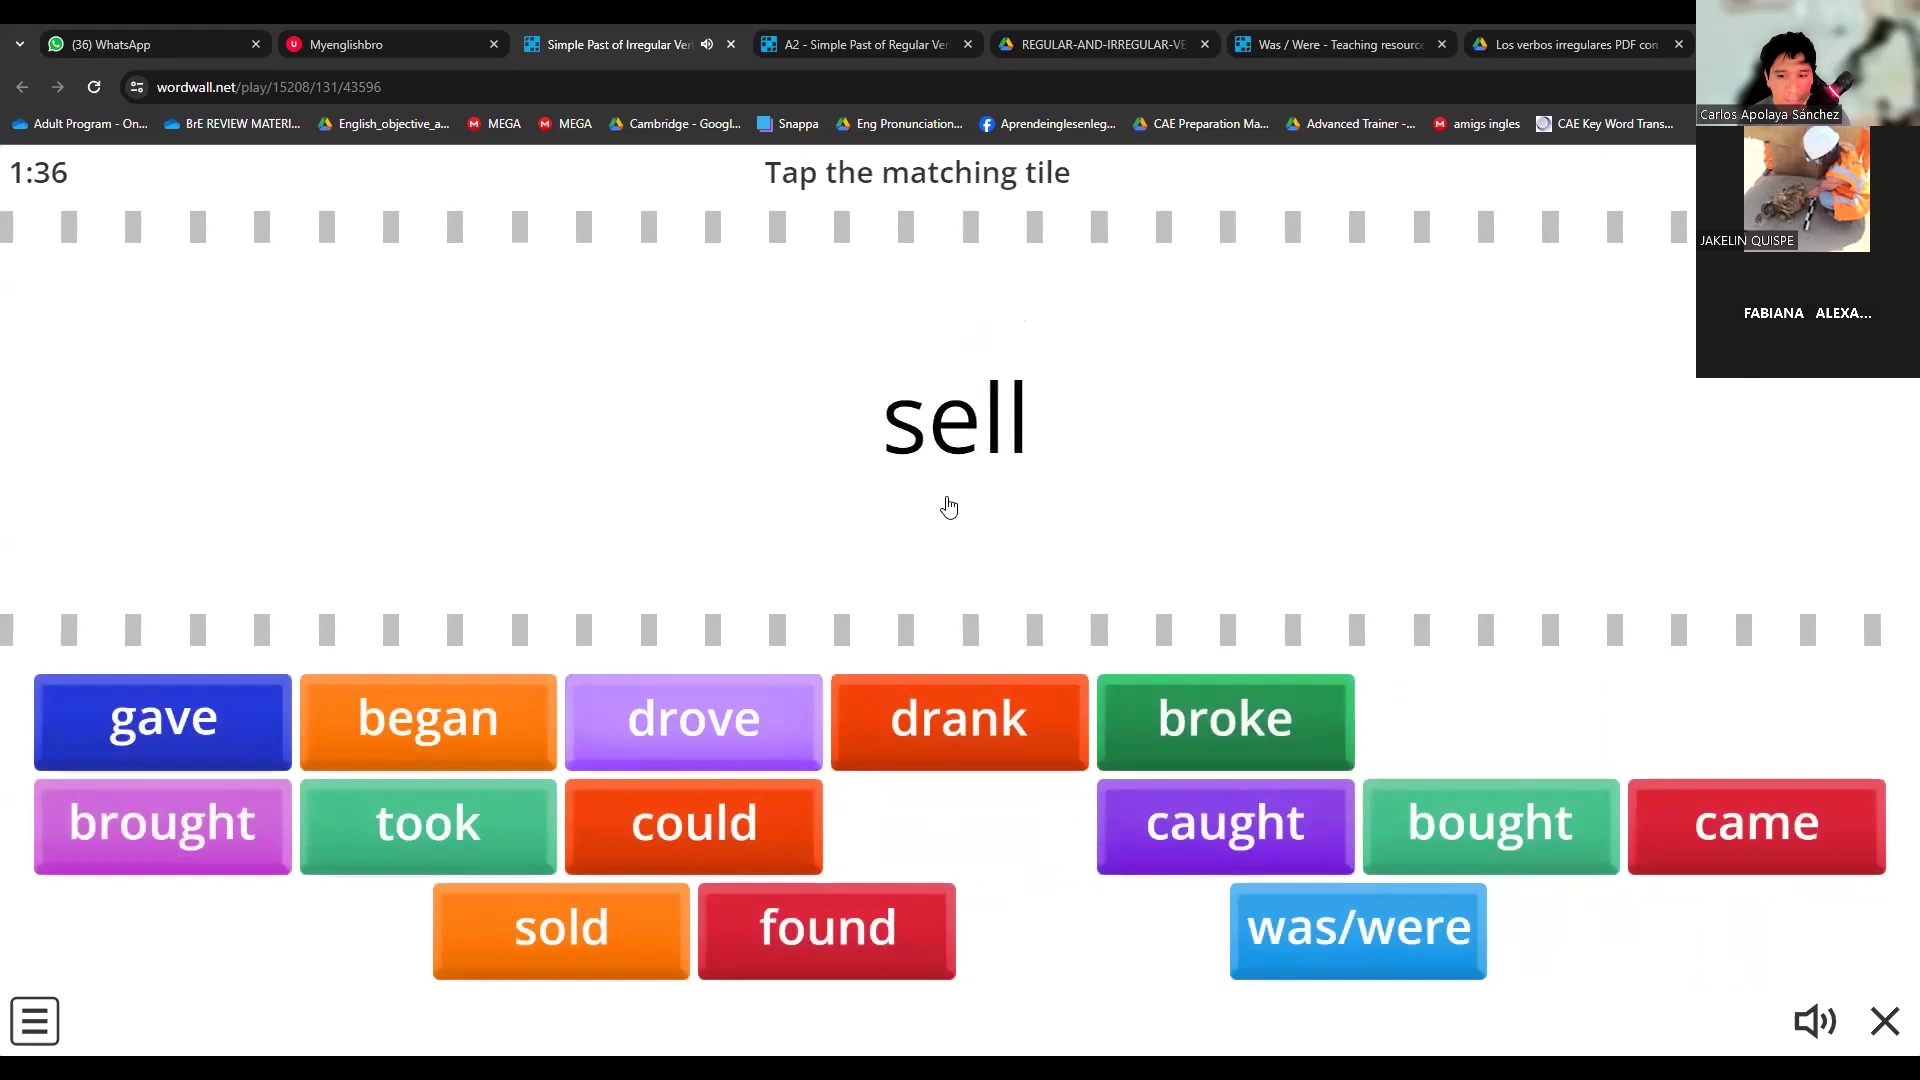 (36) WhatsApp
Myenglishbro
Simple Past of Irregular Ver
A2 - Simple Past of Regular Ver
REGULAR-AND-IRREGULAR-VE
Was / Were - Teaching resource
Los verbos irregulares PDF con
wordwall.net/play/15208/131/43596
Adult Program - On...
BrE REVIEW MATERI...
English_objective_a...
MEGA
MEGA
Cambridge - Googl...
Snappa
Eng Pronunciation...
Aprendeinglesenleg...
CAE Preparation Ma...
Advanced Trainer -...
amigs ingles
CAE Key Word Trans...
Carlos Apolaya Sánchez
JAKELIN QUISPE
FABIANA ALEXA...
1:36
Tap the matching tile
sell
gave began drove drank broke
brought took could caught bought came
sold found was/were